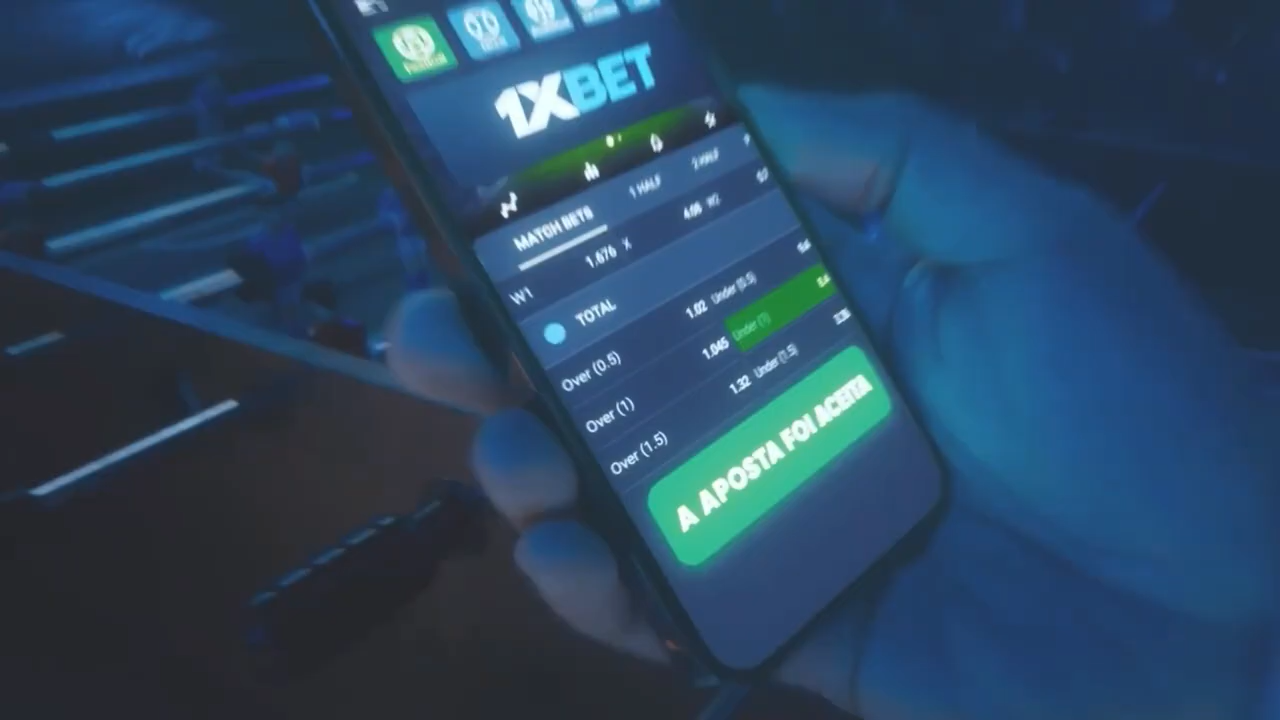 1XBET
MATCH BETS 1 HALF 2 HALF
W1 1.676 X 4.06 W2
TOTAL
Over (0.5) 1.02 Under (0.5)
Over (1) 1.045 Under (1)
Over (1.5) 1.32 Under (1.5)
A APOSTA FOI ACEITA